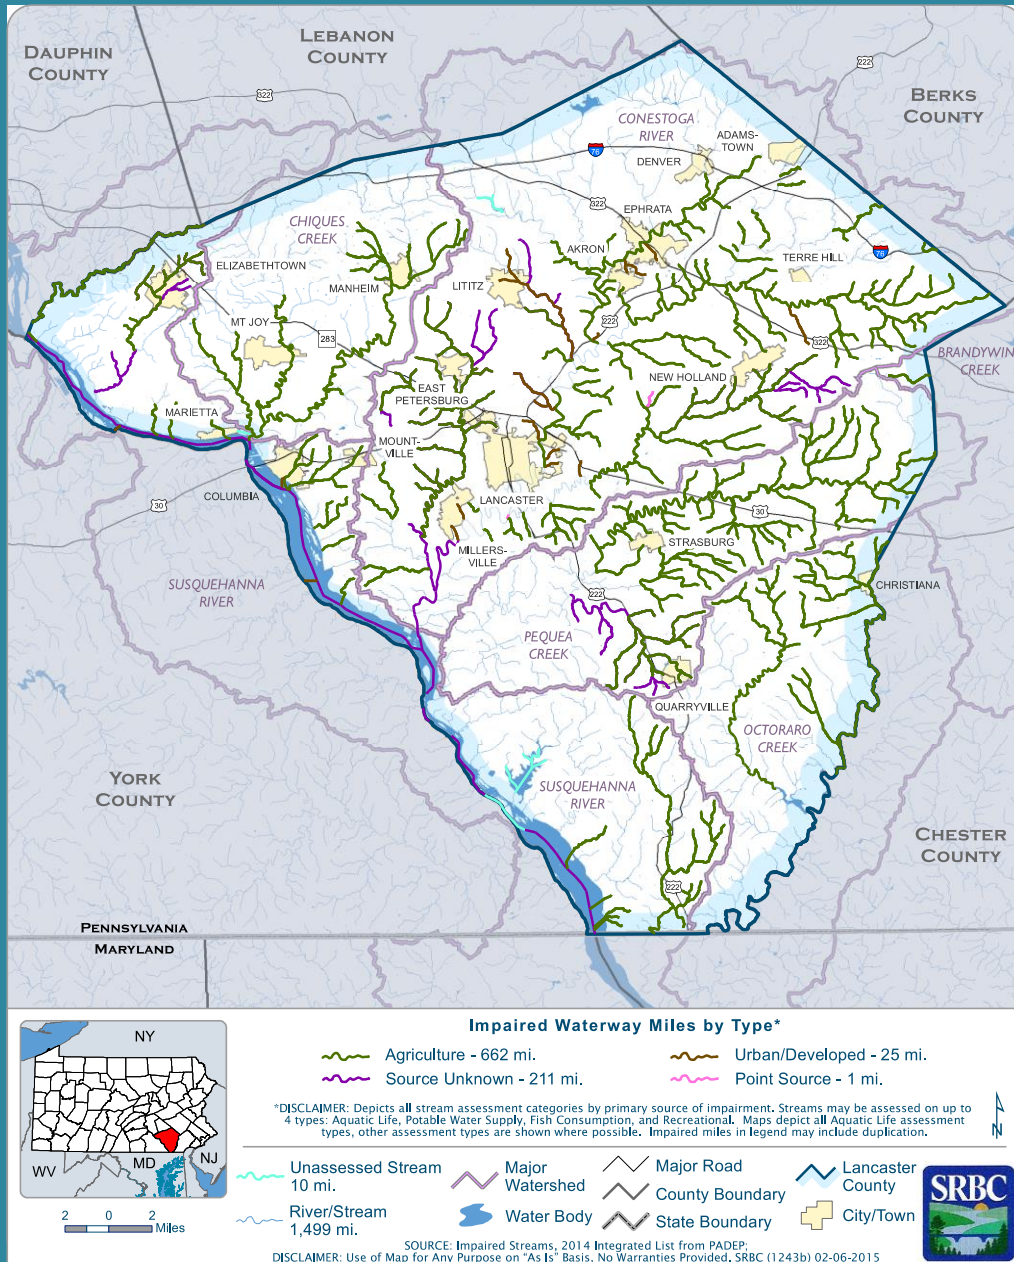 DAUPHIN
COUNTY
LEBANON
COUNTY
222
BERKS
COUNTY
322
CONESTOGA
RIVER
ADAMS-
TOWN
76
DENVER
322
EPHRATA
CHIQUES
CREEK
AKRON
76
TERRE HILL
ELIZABETHTOWN
MANHEIM
LITITZ
MT JOY
283
222
322
BRANDYWIN
CREEK
NEW HOLLAND
EAST
PETERSBURG
MARIETTA
MOUNT-
VILLE
COLUMBIA
30
LANCASTER
30
STRASBURG
MILLERS-
VILLE
SUSQUEHANNA
RIVER
CHRISTIANA
222
PEQUEA
CREEK
QUARRYVILLE
OCTORARO
CREEK
YORK
COUNTY
SUSQUEHANNA
RIVER
CHESTER
COUNTY
222
PENNSYLVANIA
MARYLAND
Impaired Waterway Miles by Type*
Agriculture - 662 mi.
Urban/Developed - 25 mi.
Source Unknown - 211 mi.
Point Source - 1 mi.
*DISCLAIMER: Depicts all stream assessment categories by primary source of impairment. Streams may be assessed on up to
4 types: Aquatic Life, Potable Water Supply, Fish Consumption, and Recreational. Maps depict all Aquatic Life assessment
types, other assessment types are shown where possible. Impaired miles in legend may include duplication.
N
NY
WV
MD
NJ
2 0 2
Miles
Unassessed Stream
10 mi.
River/Stream
1,499 mi.
Major
Watershed
Water Body
Major Road
County Boundary
State Boundary
Lancaster
County
City/Town
SRBC
SOURCE: Impaired Streams, 2014 Integrated List from PADEP;
DISCLAIMER: Use of Map for Any Purpose on "As Is" Basis. No Warranties Provided. SRBC (1243b) 02-06-2015